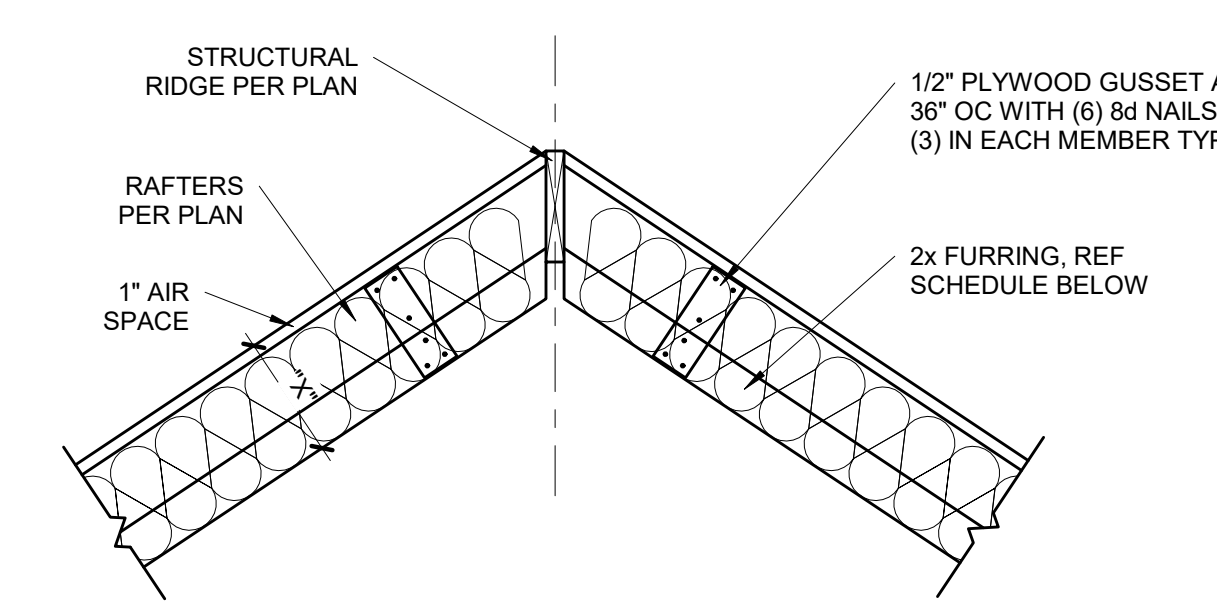 STRUCTURAL
RIDGE PER PLAN
RAFTERS
PER PLAN
1" AIR
SPACE
"X"
1/2" PLYWOOD GUSSET
36" OC WITH (6) 8d NAILS
(3) IN EACH MEMBER
2x FURRING, REF
SCHEDULE BELOW